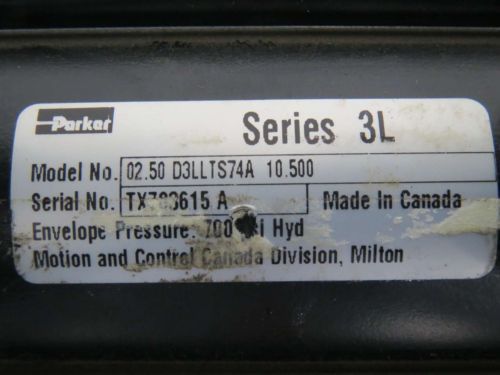 Parker
Series 3L
Model No. 02.50 D3LLTS74A 10.500
Serial No. A Made in Canada
Envelope Pressure: Hyd
Motion and Control Canada Division, Milton